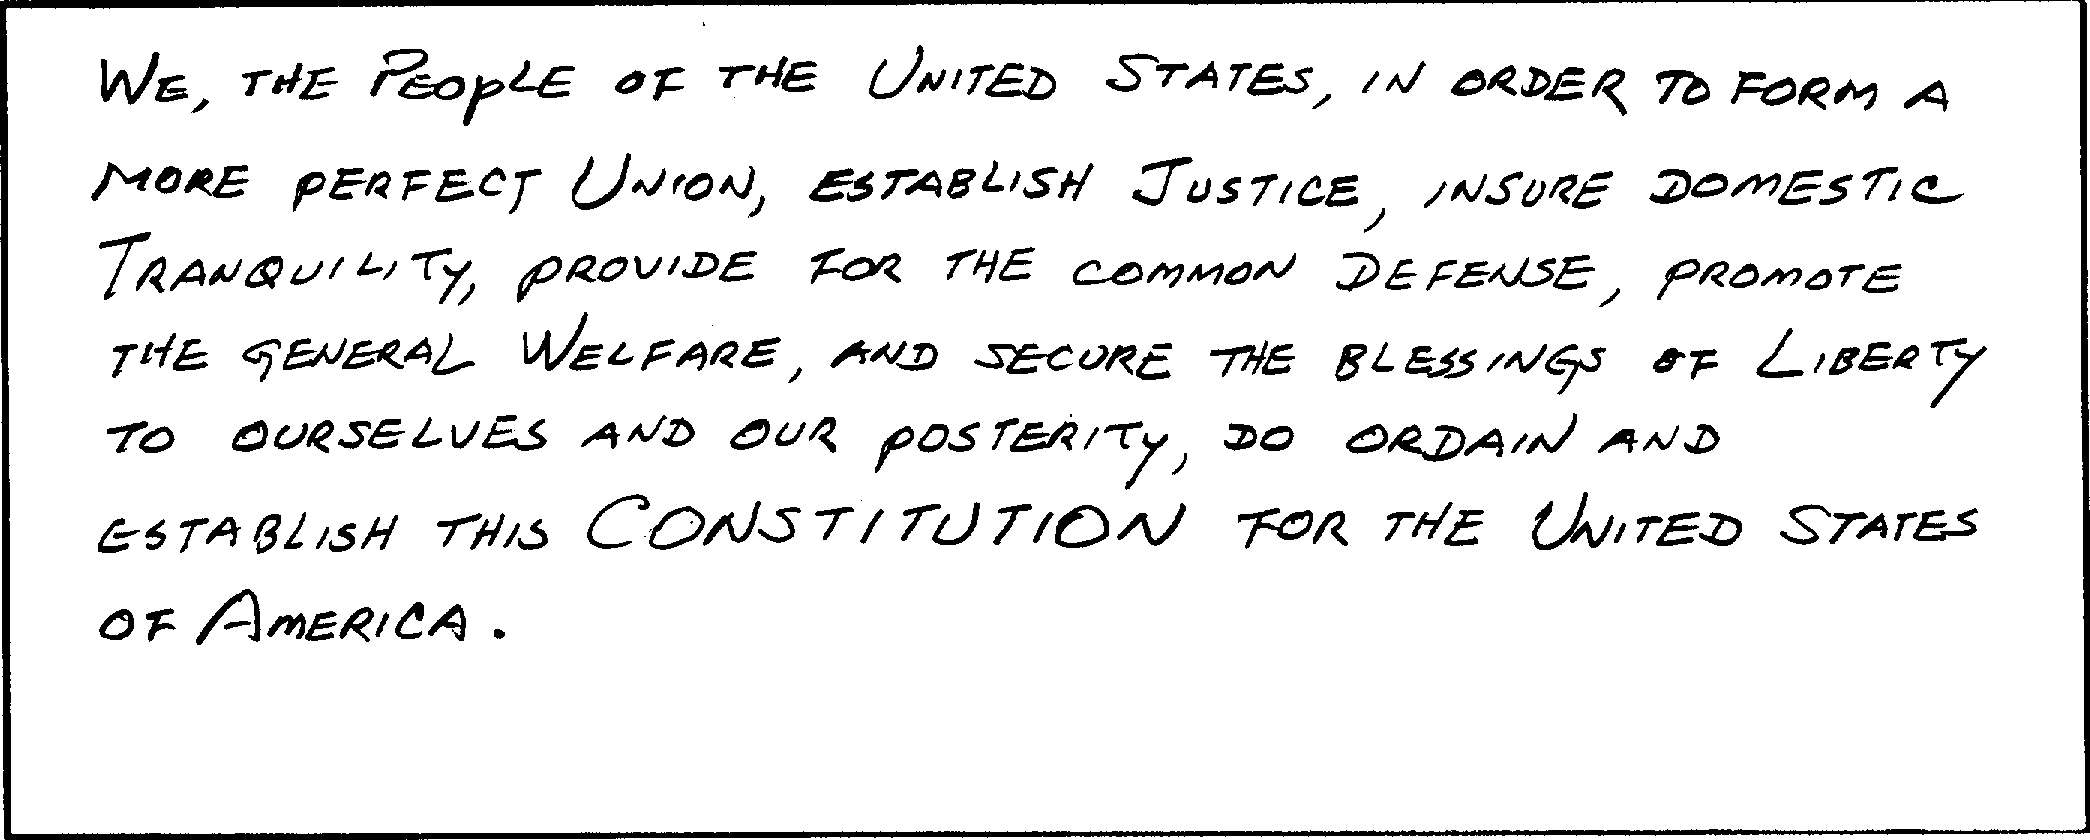 WE, THE PEOPLE OF THE UNITED STATES, IN ORDER TO FORM A
MORE PERFECT UNION, ESTABLISH JUSTICE, INSURE DOMESTIC
TRANQUILITY, PROVIDE FOR THE COMMON DEFENSE, PROMOTE
THE GENERAL WELFARE, AND SECURE THE BLESSINGS OF LIBERTY
TO OURSELVES AND OUR POSTERITY, DO ORDAIN AND
ESTABLISH THIS CONSTITUTION FOR THE UNITED STATES
OF AMERICA.